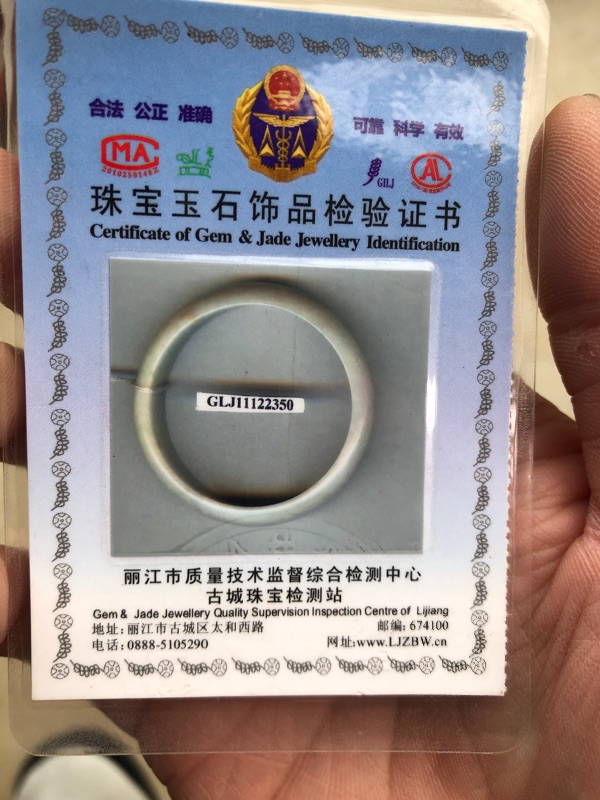 合法 公正 准确
可靠 科学 有效
MA
2010259148Z
GIIJ
AL
珠宝玉石饰品检验证书
Certificate of Gem & Jade Jewellery Identification
GLJ11122350
丽江市质量技术监督综合检测中心
古城珠宝检测站
Gem & Jade Jewellery Quality Supervision Inspection Centre of Lijiang
地址:丽江市古城区太和西路 邮编:674100
电话:0888-5105290 网址:www.LJZBW.cn